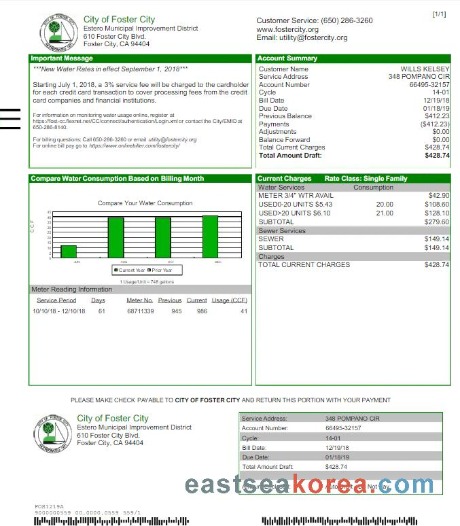 [1/1]
City of Foster City
Estero Municipal Improvement District
610 Foster City Blvd.
Foster City, CA 94404
Customer Service: (650) 286-3260
www.fostercity.org
Email: utility@fostercity.org
Important Message
***New Water Rates in effect September 1, 2018***
Starting July 1, 2018, a 3% service fee will be charged to the cardholder
for each credit card transaction to cover processing fees from the credit
card companies and financial institutions.
For information on monitoring water usage online, register at
650-286-8140.
For billing questions: Call 650-286-3260 or email utility@fostercity.org
For online bill pay go to
Account Summary
Customer Name WILLS KELSEY
Service Address 348 POMPANO CIR
Account Number 66495-32157
Cycle 14-01
Bill Date 12/19/18
Due Date 01/18/19
Previous Balance $412.23
Payments ($412.23)
Adjustments $0.00
Balance Forward $0.00
Total Current Charges $428.74
Total Amount Draft: $428.74
Compare Water Consumption Based on Billing Month
Compare Your Water Consumption
CCF
Current Year Prior Year
1 Usage/Unit = 748 gallons
Meter Reading Information
Service Period Days Meter No. Previous Current Usage (CCF)
10/10/18 - 12/10/18 61 68711339 945 986 41
Current Charges Rate Class: Single Family
Water Services Consumption
METER 3/4" WTR AVAIL $42.90
USED0-20 UNITS $5.43 20.00 $108.60
USED>20 UNITS $6.10 21.00 $128.10
SUBTOTAL $279.60
Sewer Services
SEWER $149.14
SUBTOTAL $149.14
Charges
TOTAL CURRENT CHARGES $428.74
PLEASE MAKE CHECK PAYABLE TO CITY OF FOSTER CITY AND RETURN THIS PORTION WITH YOUR PAYMENT
City of Foster City
Estero Municipal Improvement District
610 Foster City Blvd.
Foster City, CA 94404
Service Address: 348 POMPANO CIR
Account Number: 66495-32157
Cycle: 14-01
Bill Date: 12/19/18
Due Date: 01/18/19
Total Amount Draft: $428.74
eastseakorea.com